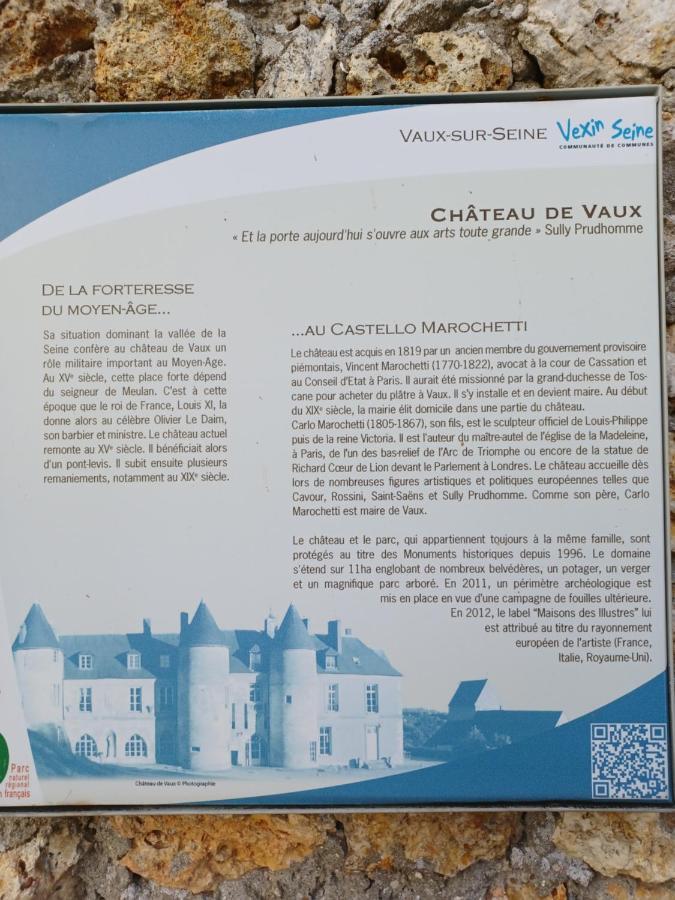 VAUX-SUR-SEINE
Vexin Seine
COMMUNAUTÉ DE COMMUNES
CHÂTEAU DE VAUX
« Et la porte aujourd'hui s'ouvre aux arts toute grande » Sully Prudhomme
DE LA FORTERESSE
DU MOYEN-ÂGE...
Sa situation dominant la vallée de la
Seine confère au château de Vaux un
rôle militaire important au Moyen-Age.
Au XVe siècle, cette place forte dépend
du seigneur de Meulan. C'est à cette
époque que le roi de France, Louis XI, la
donne alors au célèbre Olivier Le Daim,
son barbier et ministre. Le château actuel
remonte au XVe siècle. Il bénéficiait alors
d'un pont-levis. Il subit ensuite plusieurs
remaniements, notamment au XIXe siècle.
...AU CASTELLO MAROCHETTI
Le château est acquis en 1819 par un ancien membre du gouvernement provisoire
piémontais, Vincent Marochetti (1770-1822), avocat à la cour de Cassation et
au Conseil d'Etat à Paris. Il aurait été missionné par la grand-duchesse de Tos-
cane pour acheter du plâtre à Vaux. Il s'y installe et en devient maire. Au début
du XIXe siècle, la mairie élit domicile dans une partie du château.
Carlo Marochetti (1805-1867), son fils, est le sculpteur officiel de Louis-Philippe
puis de la reine Victoria. Il est l'auteur du maître-autel de l'église de la Madeleine,
à Paris, de l'un des bas-relief de l'Arc de Triomphe ou encore de la statue de
Richard Cœur de Lion devant le Parlement à Londres. Le château accueille dès
lors de nombreuses figures artistiques et politiques européennes telles que
Cavour, Rossini, Saint-Saëns et Sully Prudhomme. Comme son père, Carlo
Marochetti est maire de Vaux.
Le château et le parc, qui appartiennent toujours à la même famille, sont
protégés au titre des Monuments historiques depuis 1996. Le domaine
s'étend sur 11ha englobant de nombreux belvédères, un potager, un verger
et un magnifique parc arboré. En 2011, un périmètre archéologique est
mis en place en vue d'une campagne de fouilles ultérieure.
En 2012, le label "Maisons des Illustres" lui
est attribué au titre du rayonnement
européen de l'artiste (France,
Italie, Royaume-Uni).
Château de Vaux © Photographie
Parc
naturel
régional
français